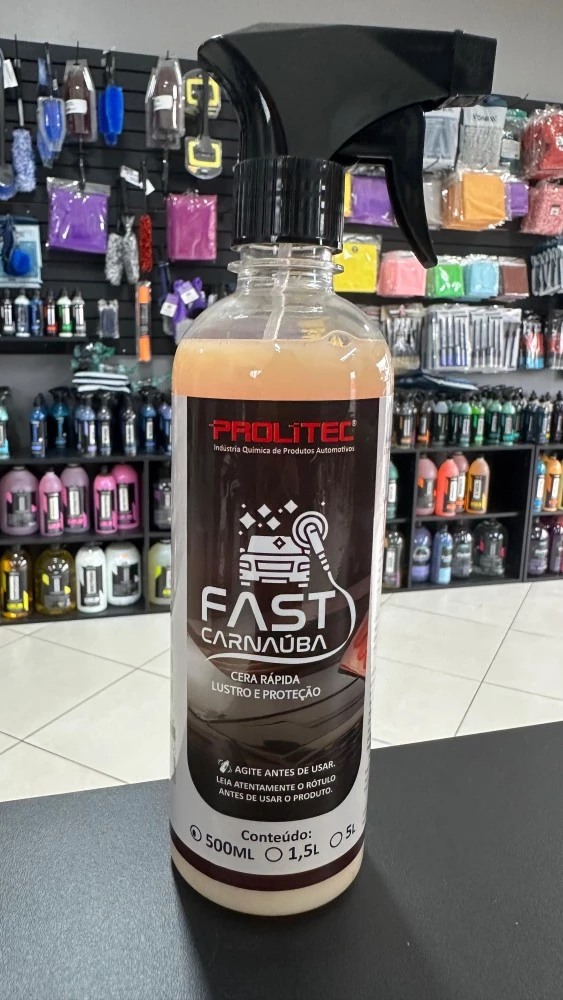 PROLITEC®
Indústria Química de Produtos Automotivos
FAST
CARNAÚBA
CERA RÁPIDA
LUSTRO E PROTEÇÃO
AGITE ANTES DE USAR.
LEIA ATENTAMENTE O RÓTULO
ANTES DE USAR O PRODUTO.
Conteúdo:
500ML 1,5L 5L